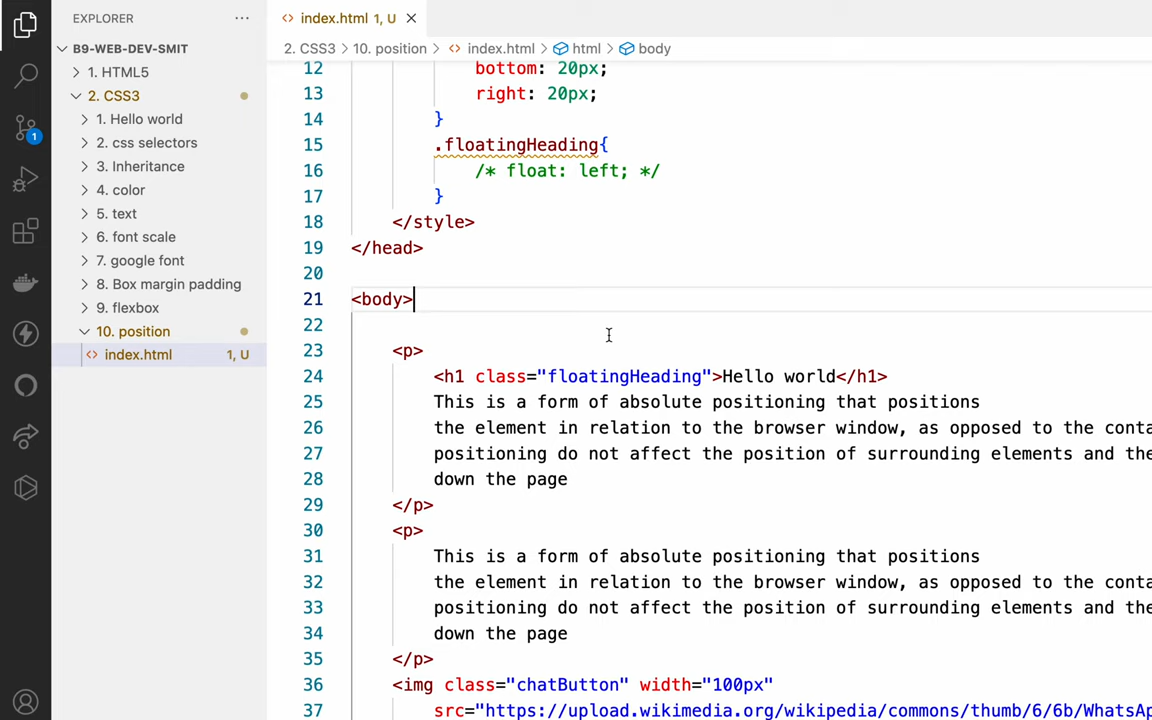 EXPLORER
B9-WEB-DEV-SMIT
1. HTML5
2. CSS3
1. Hello world
2. css selectors
3. Inheritance
4. color
5. text
6. font scale
7. google font
8. Box margin padding
9. flexbox
10. position
index.html 1, U
1
index.html 1, U
2. CSS3 > 10. position > index.html > html > body
12 bottom: 20px;
13 right: 20px;
14 }
15 .floatingHeading{
16 /* float: left; */
17 }
18 </style>
19 </head>
20
21 <body>
22
23 <p>
24 <h1 class="floatingHeading">Hello world</h1>
25 This is a form of absolute positioning that positions
26 the element in relation to the browser window, as opposed to the conta
27 positioning do not affect the position of surrounding elements and the
28 down the page
29 </p>
30 <p>
31 This is a form of absolute positioning that positions
32 the element in relation to the browser window, as opposed to the conta
33 positioning do not affect the position of surrounding elements and the
34 down the page
35 </p>
36 <img class="chatButton" width="100px"
37 src="https://upload.wikimedia.org/wikipedia/commons/thumb/6/6b/WhatsAp